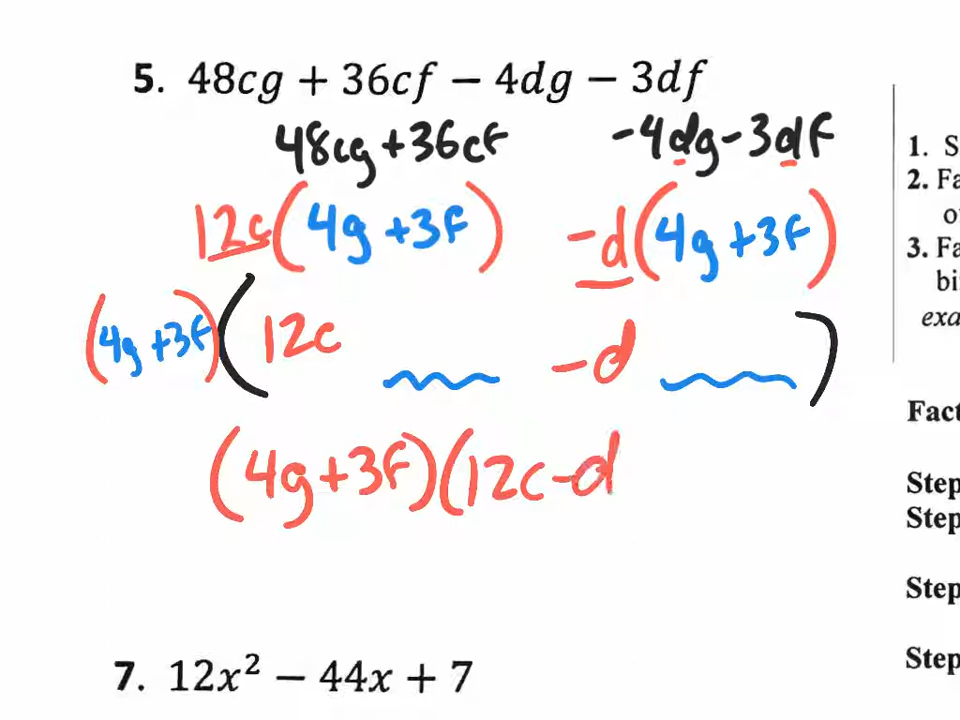 5. 48cg + 36cf − 4dg − 3df
48cg + 36cf -4dg - 3df
12c(4g + 3f) -d(4g + 3f)
(4g + 3f)(12c -d )
(4g + 3f)(12c - d
7. 12x² − 44x + 7
1. S
2. Fa
o
3. Fa
bi
exa
Fact
Step
Step
Step
Step